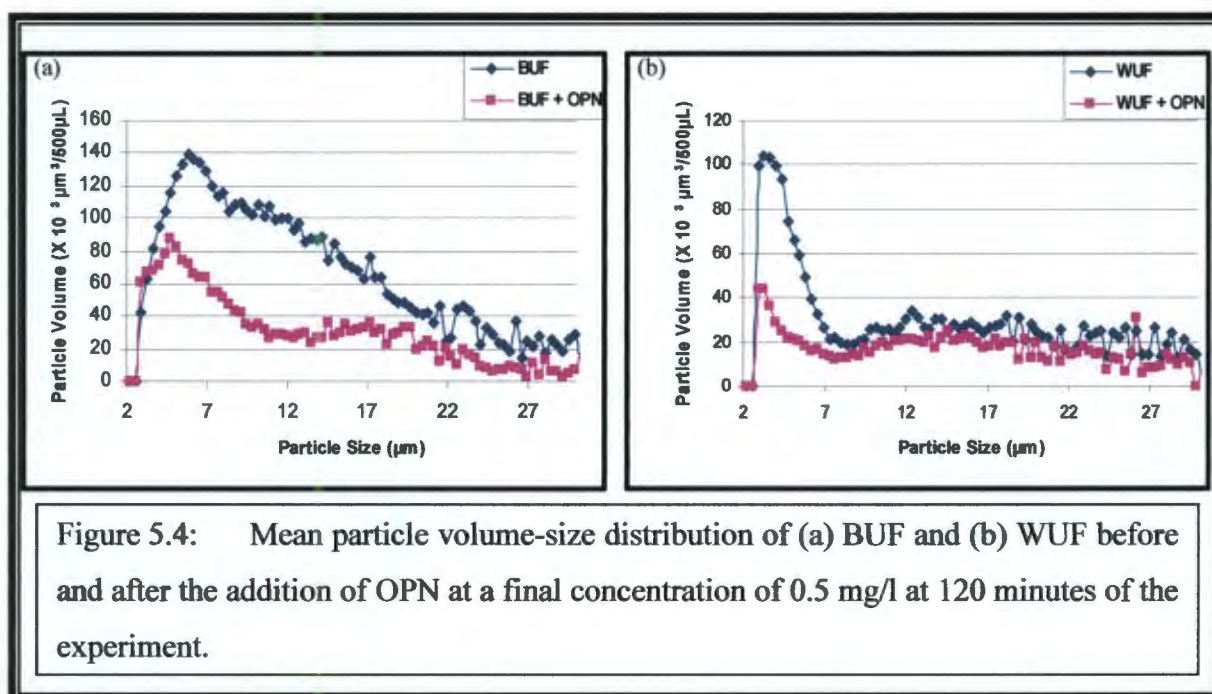 (a)
BUF
BUF + OPN
Particle Volume (X 10 ³ µm ³/500µL)
160
140
120
100
80
60
40
20
0
2 7 12 17 22 27
Particle Size (µm)
(b)
WUF
WUF + OPN
Particle Volume (X 10 ³ µm ³/500µL)
120
100
80
60
40
20
0
2 7 12 17 22 27
Particle Size (µm)
Figure 5.4: Mean particle volume-size distribution of (a) BUF and (b) WUF before
and after the addition of OPN at a final concentration of 0.5 mg/l at 120 minutes of the
experiment.